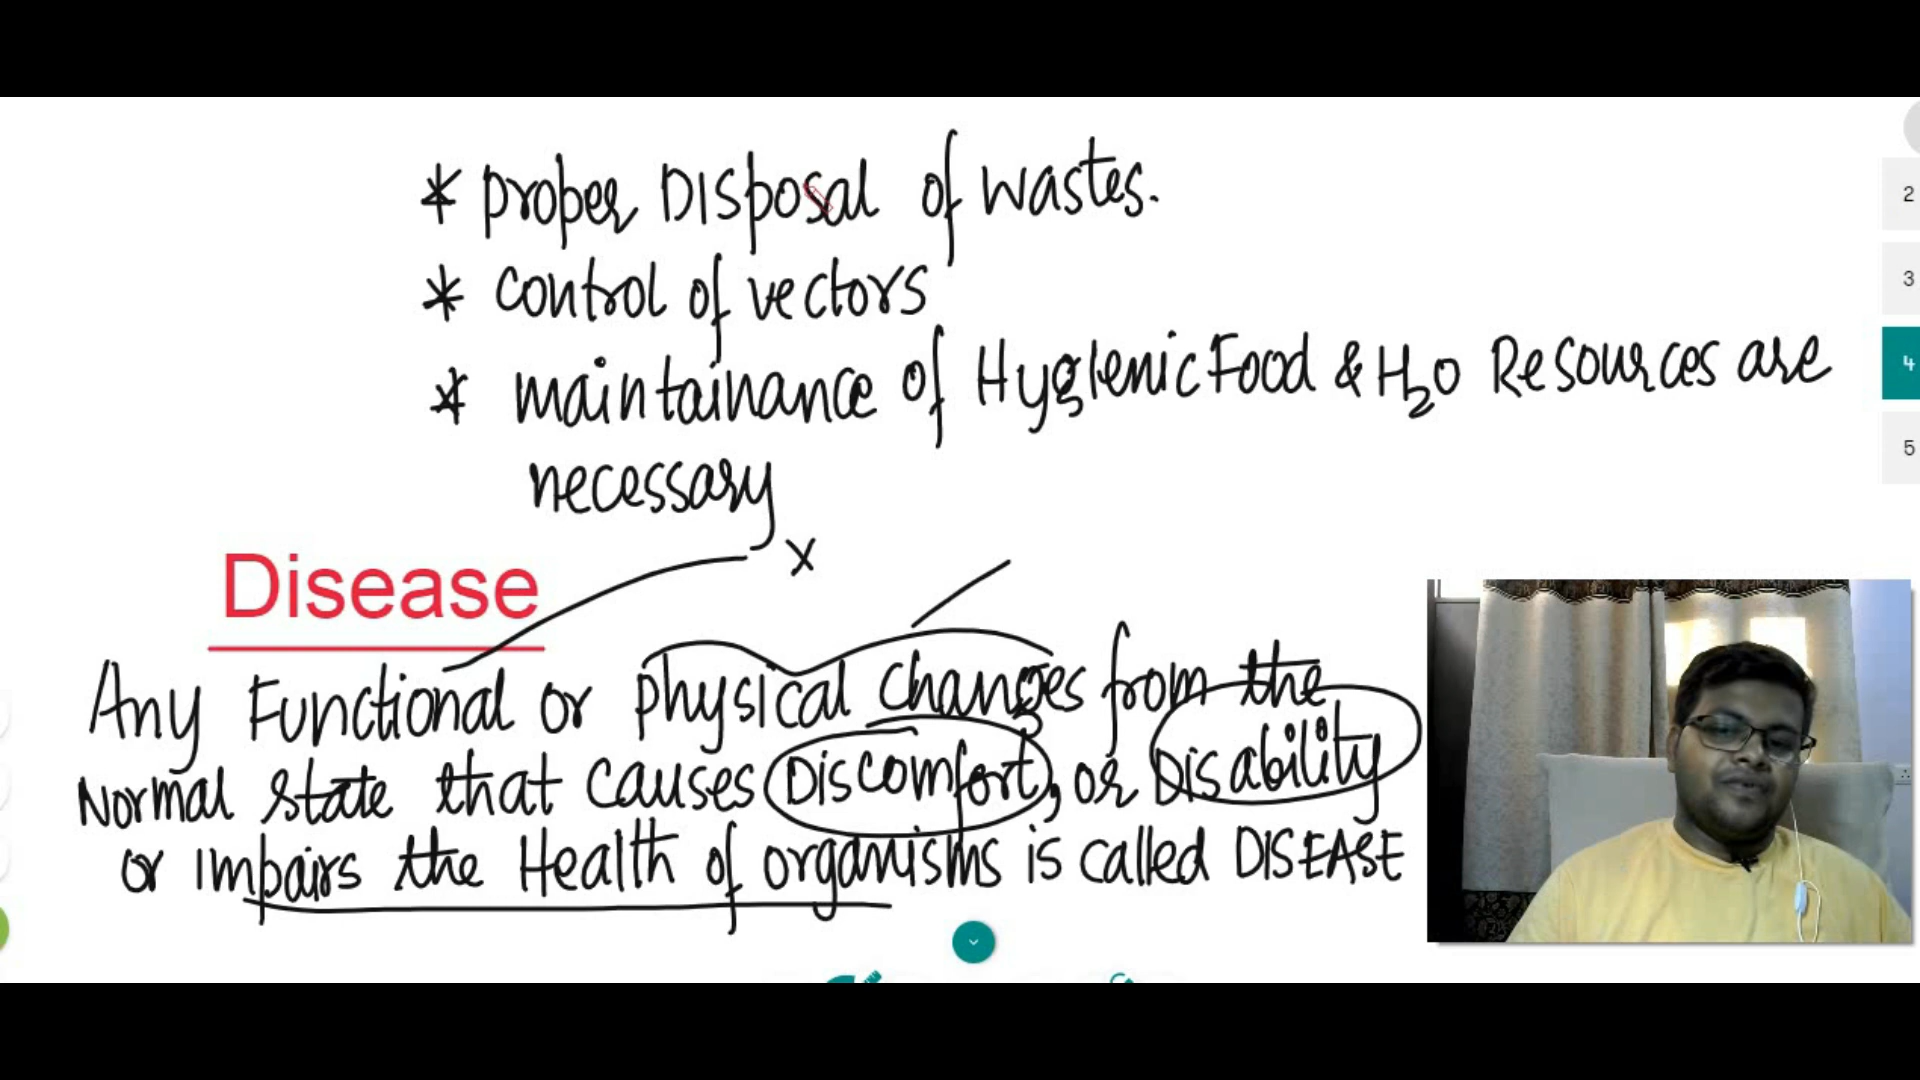 * proper Disposal of wastes.
* control of vectors
* maintainance of Hygienic Food & H2O Resources are
necessary
x
Disease
Any Functional or physical changes from the
Normal state that causes Discomfort, or Disability
or impairs the Health of organisms is called DISEASE
2
3
4
5